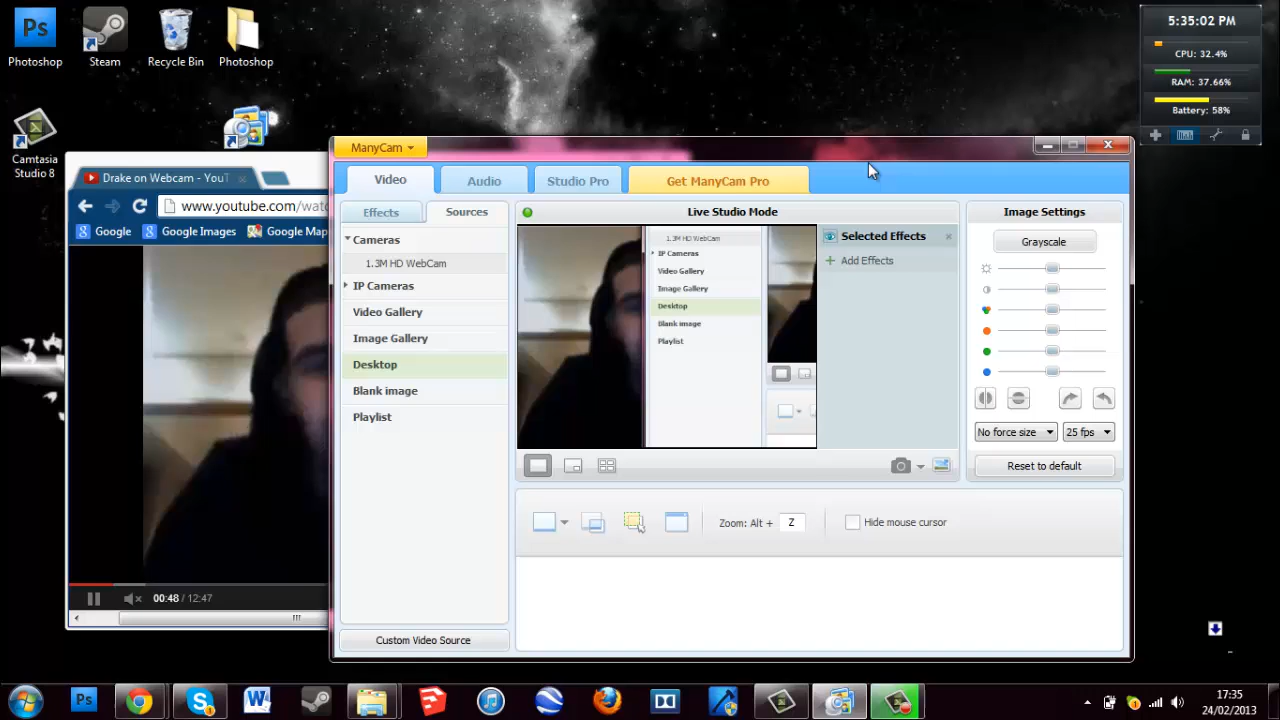 Photoshop
Steam
Recycle Bin
Photoshop
Camtasia
Studio 8
5:35:02 PM
CPU: 32.4%
RAM: 37.66%
Battery: 58%
Drake on Webcam - YouT
www.youtube.com/watc
Google
Google Images
Google Map
00:48 / 12:47
ManyCam
Video
Audio
Studio Pro
Get ManyCam Pro
Effects
Sources
Cameras
1.3M HD WebCam
IP Cameras
Video Gallery
Image Gallery
Desktop
Blank image
Playlist
Custom Video Source
Live Studio Mode
1.3M HD WebCam
IP Cameras
Video Gallery
Image Gallery
Desktop
Blank image
Playlist
Selected Effects
Add Effects
Zoom: Alt + Z
Hide mouse cursor
Image Settings
Grayscale
No force size
25 fps
Reset to default
17:35
24/02/2013